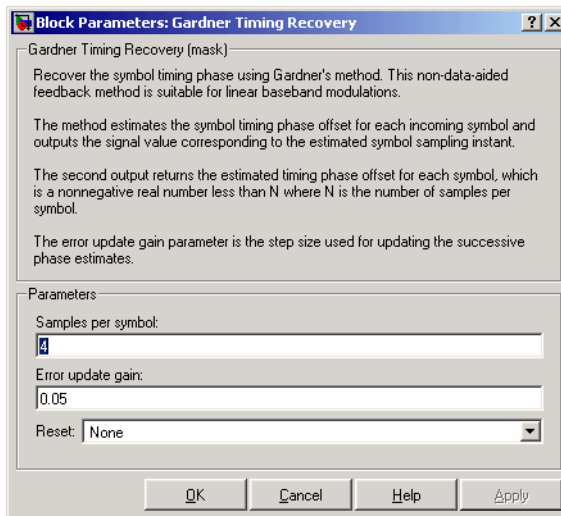 Block Parameters: Gardner Timing Recovery
Gardner Timing Recovery (mask)
Recover the symbol timing phase using Gardner's method. This non-data-aided
feedback method is suitable for linear baseband modulations.
The method estimates the symbol timing phase offset for each incoming symbol and
outputs the signal value corresponding to the estimated symbol sampling instant.
The second output returns the estimated timing phase offset for each symbol, which
is a nonnegative real number less than N where N is the number of samples per
symbol.
The error update gain parameter is the step size used for updating the successive
phase estimates.
Parameters
Samples per symbol:
4
Error update gain:
0.05
Reset: None
OK Cancel Help Apply